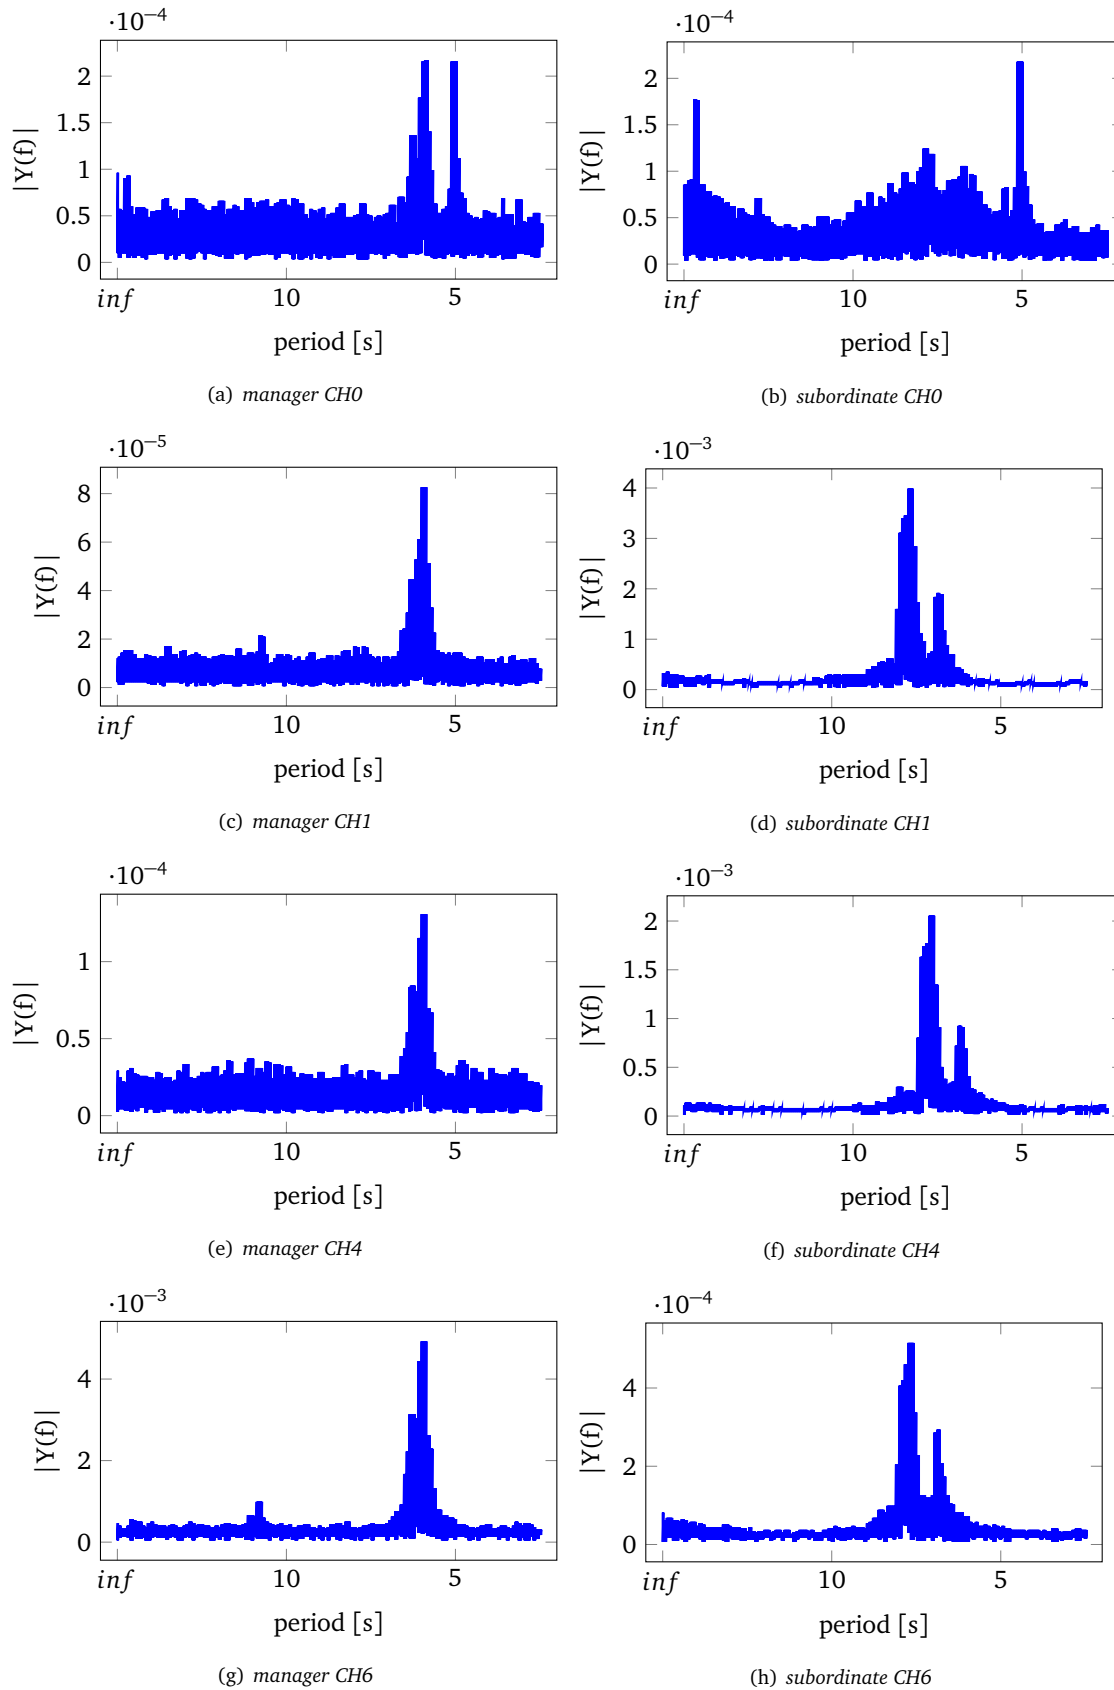 ·10−4
|Y(f)|
2
1.5
1
0.5
0
inf
10
5
period [s]
(a) manager CH0
·10−4
|Y(f)|
2
1.5
1
0.5
0
inf
10
5
period [s]
(b) subordinate CH0
·10−5
|Y(f)|
8
6
4
2
0
inf
10
5
period [s]
(c) manager CH1
·10−3
|Y(f)|
4
3
2
1
0
inf
10
5
period [s]
(d) subordinate CH1
·10−4
|Y(f)|
1
0.5
0
inf
10
5
period [s]
(e) manager CH4
·10−3
|Y(f)|
2
1.5
1
0.5
0
inf
10
5
period [s]
(f) subordinate CH4
·10−3
|Y(f)|
4
2
0
inf
10
5
period [s]
(g) manager CH6
·10−4
|Y(f)|
4
2
0
inf
10
5
period [s]
(h) subordinate CH6